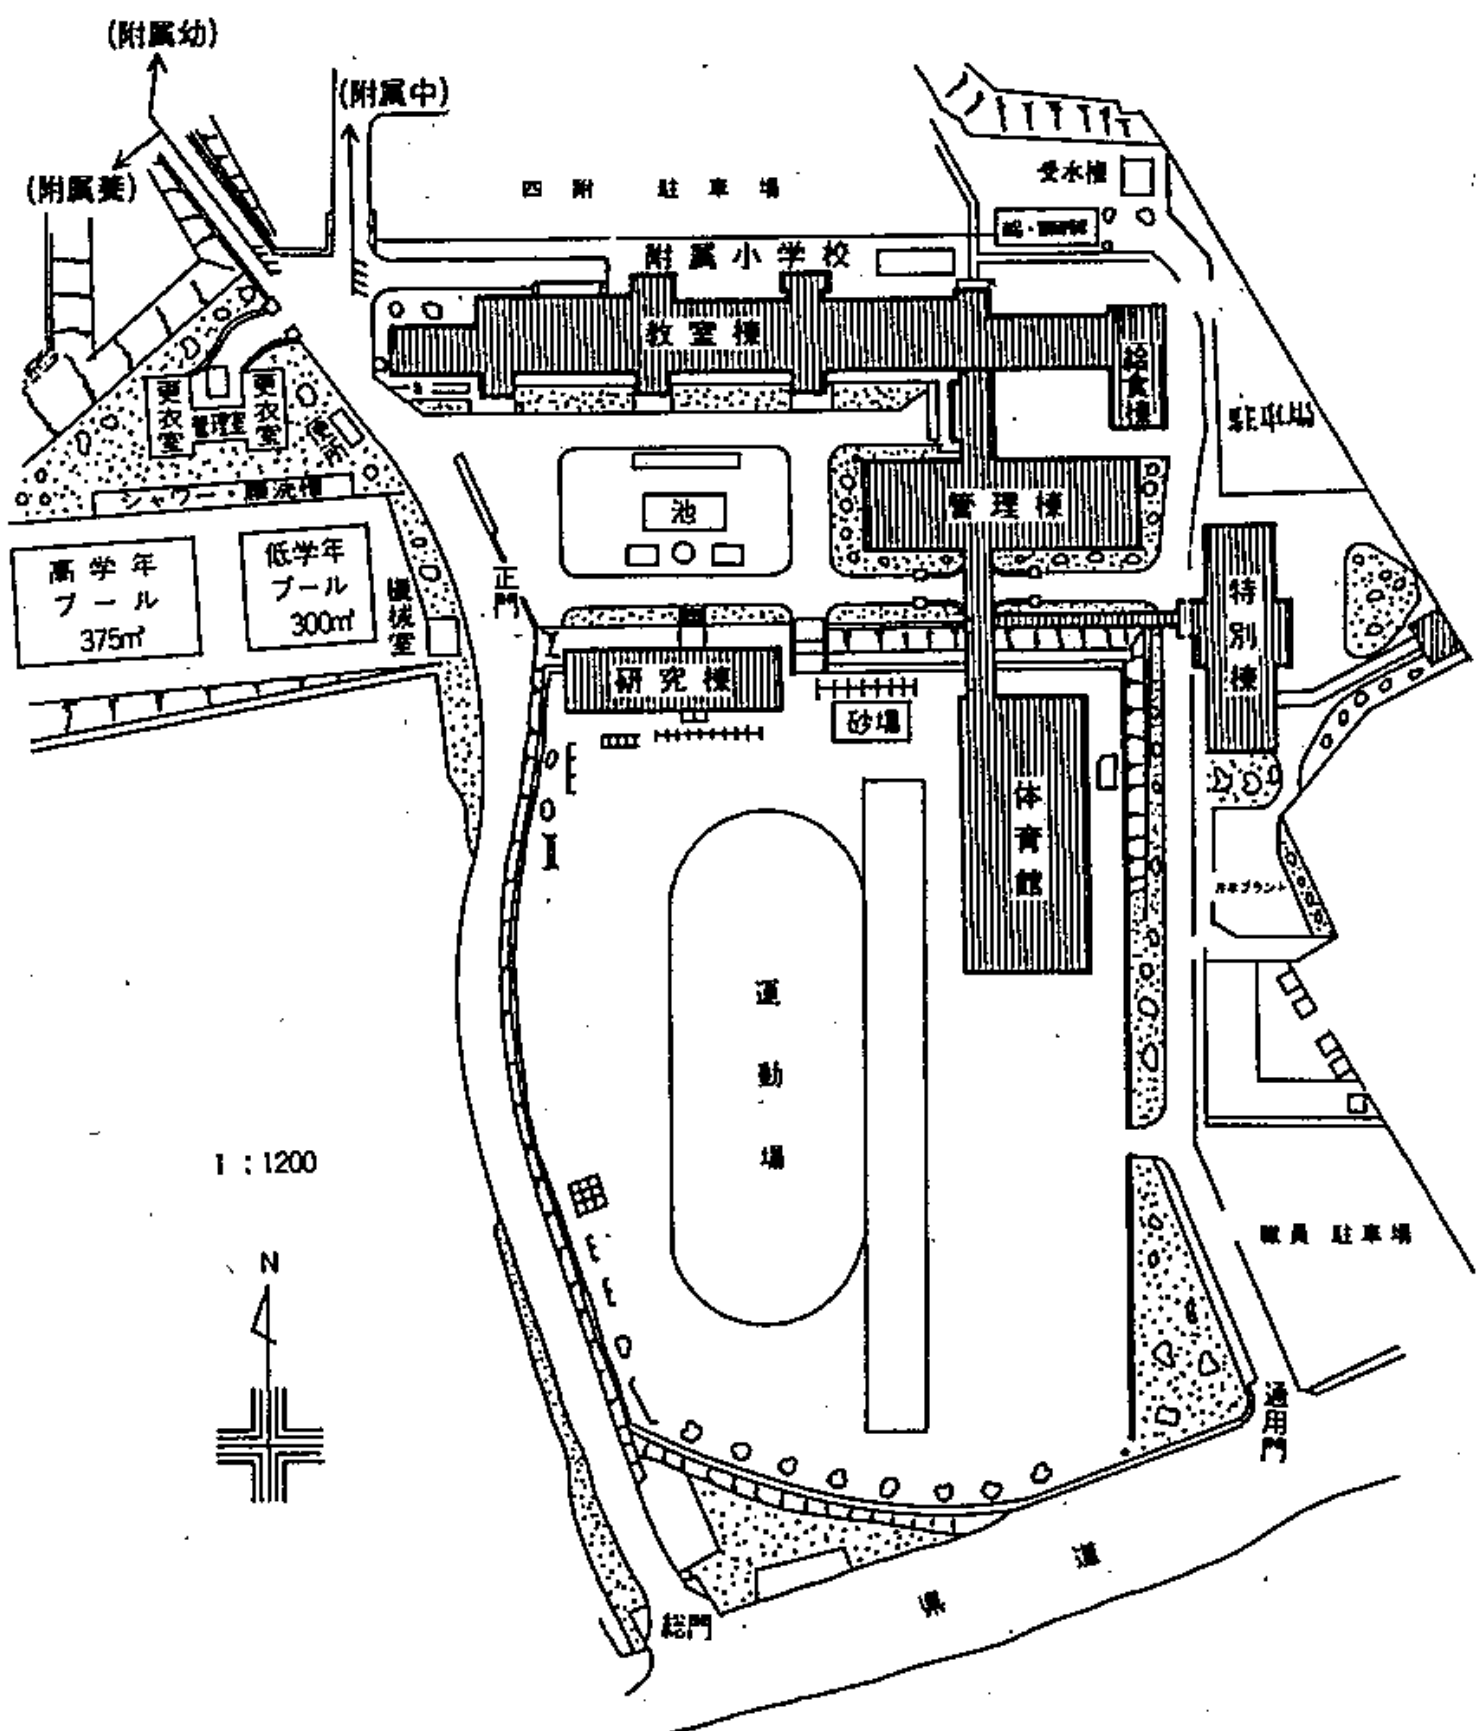 (附属幼)
(附属中)
(附属養)
四附 駐車場
受水槽
附属小学校
教室棟
給食棟
更衣室
管理室
更衣室
駐車場
シャワー・腰洗槽
池
管理棟
高学年
プール
375㎡
低学年
プール
300㎡
機械室
正門
特別棟
研究棟
砂場
体育館
運動場
1:1200
N
職員 駐車場
通用門
県道
総門